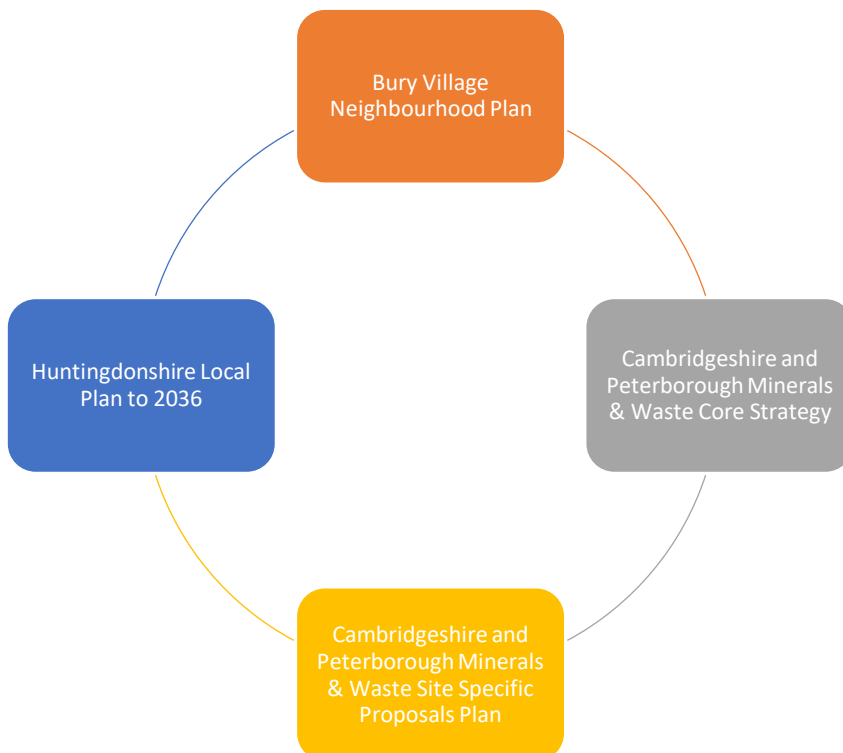 Bury Village
Neighbourhood Plan
Huntingdonshire Local
Plan to 2036
Cambridgeshire and
Peterborough Minerals
& Waste Core Strategy
Cambridgeshire and
Peterborough Minerals
& Waste Site Specific
Proposals Plan